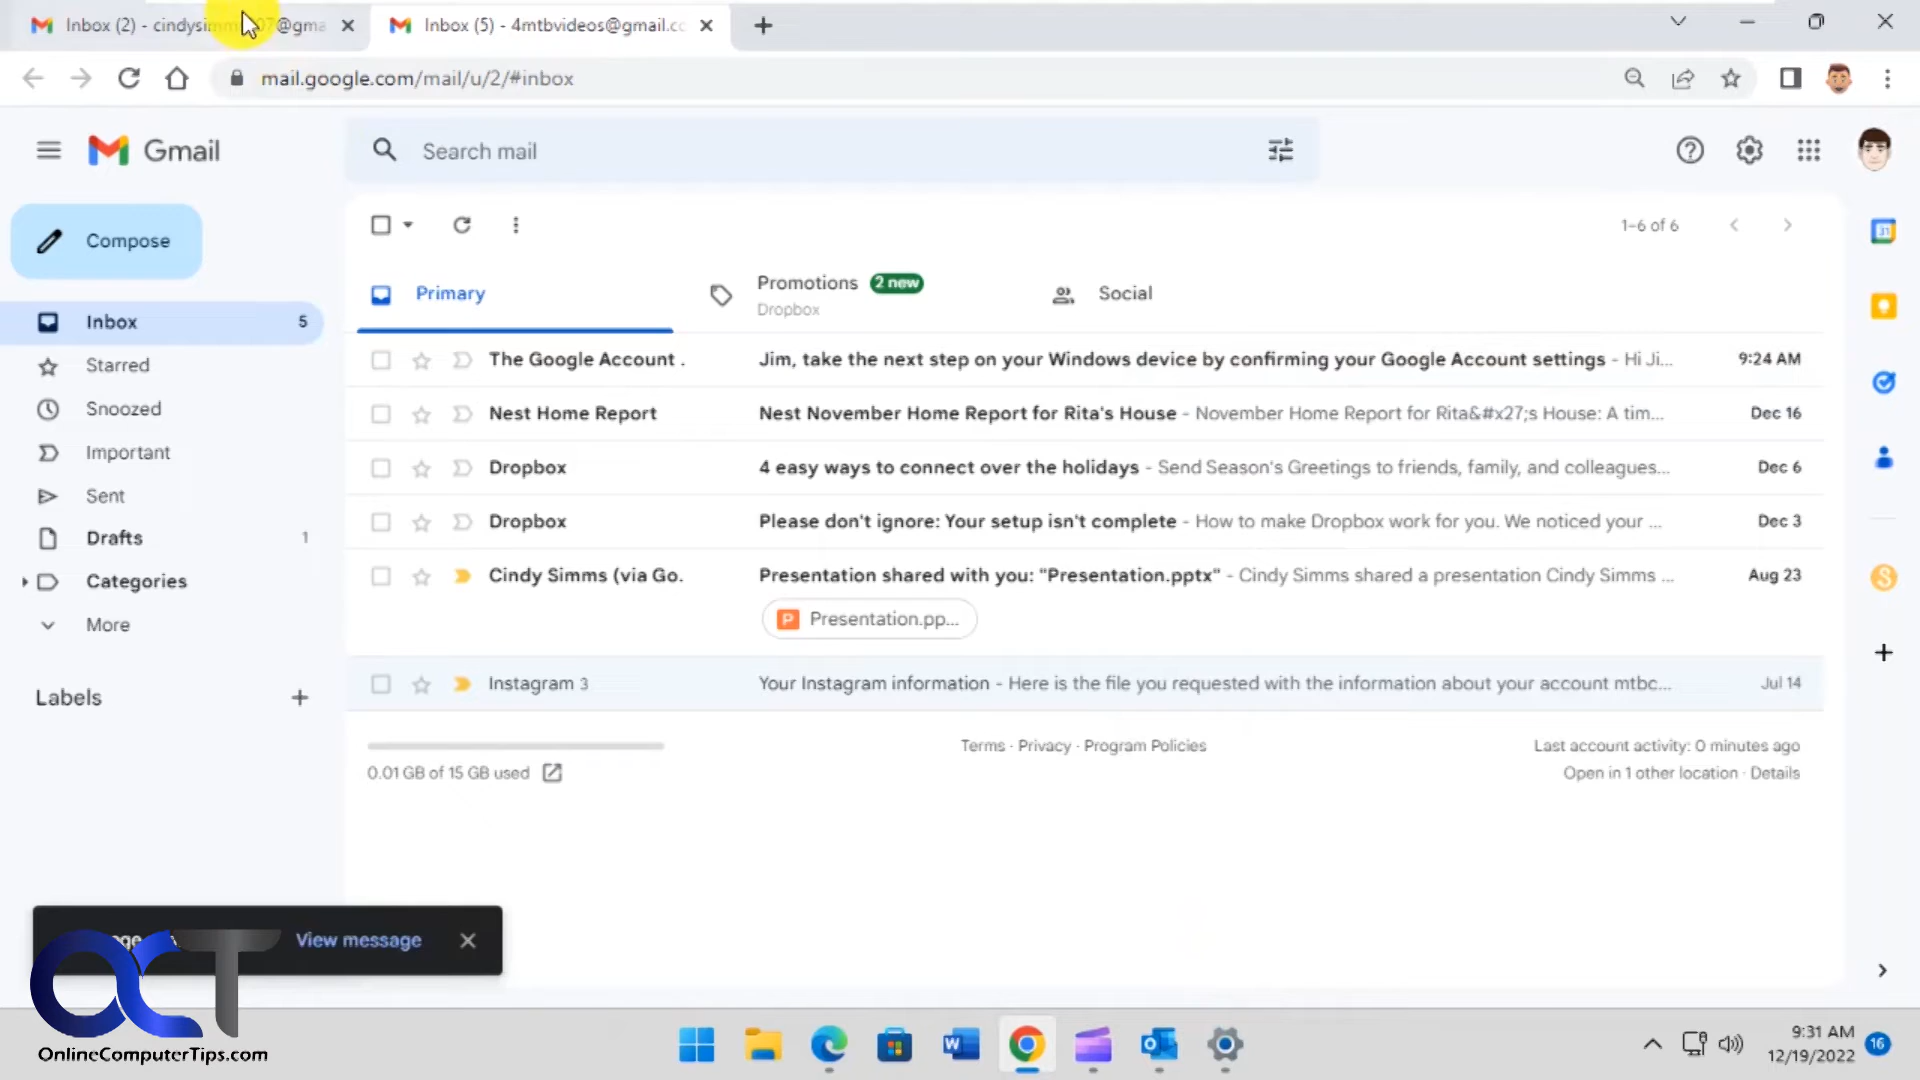 Inbox (2) - cindysimm 07@gma
Inbox (5) - 4mtbvideos@gmail.cc
mail.google.com/mail/u/2/#inbox
Gmail
Search mail
Compose
1–6 of 6
Primary
Promotions 2 new
Dropbox
Social
Inbox 5
Starred
Snoozed
Important
Sent
Drafts 1
Categories
More
Labels
The Google Account . Jim, take the next step on your Windows device by confirming your Google Account settings - Hi Ji... 9:24 AM
Nest Home Report Nest November Home Report for Rita's House - November Home Report for Rita&#x27;s House: A tim... Dec 16
Dropbox 4 easy ways to connect over the holidays - Send Season's Greetings to friends, family, and colleagues... Dec 6
Dropbox Please don't ignore: Your setup isn't complete - How to make Dropbox work for you. We noticed your ... Dec 3
Cindy Simms (via Go. Presentation shared with you: "Presentation.pptx" - Cindy Simms shared a presentation Cindy Simms ... Aug 23
Presentation.pp...
Instagram 3 Your Instagram information - Here is the file you requested with the information about your account mtbc... Jul 14
Terms · Privacy · Program Policies
Last account activity: 0 minutes ago
0.01 GB of 15 GB used
Open in 1 other location · Details
View message
OCT
OnlineComputerTips.com
9:31 AM
12/19/2022
16